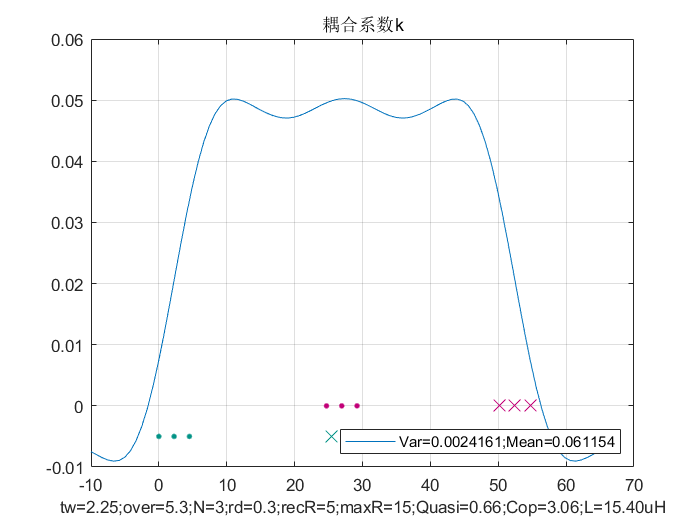 耦合系数k
0.06
0.05
0.04
0.03
0.02
0.01
0
-0.01
Var=0.0024161;Mean=0.061154
-10 0 10 20 30 40 50 60 70
tw=2.25;over=5.3;N=3;rd=0.3;recR=5;maxR=15;Quasi=0.66;Cop=3.06;L=15.40uH